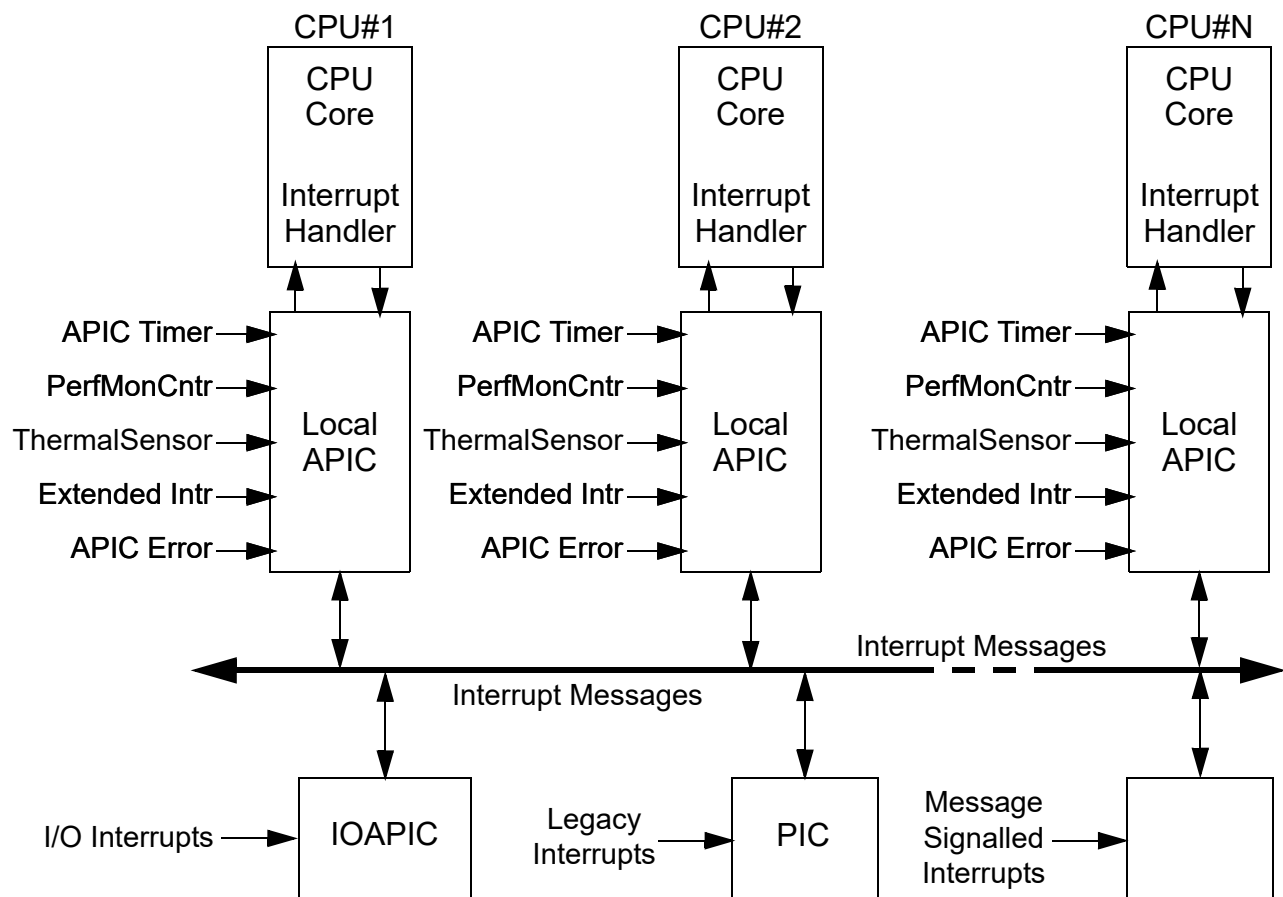 CPU#1
CPU#2
CPU#N
CPU
Core
Interrupt
Handler
CPU
Core
Interrupt
Handler
CPU
Core
Interrupt
Handler
APIC Timer
PerfMonCntr
ThermalSensor
Extended Intr
APIC Error
Local
APIC
APIC Timer
PerfMonCntr
ThermalSensor
Extended Intr
APIC Error
Local
APIC
APIC Timer
PerfMonCntr
ThermalSensor
Extended Intr
APIC Error
Local
APIC
Interrupt Messages
Interrupt Messages
I/O Interrupts
IOAPIC
Legacy
Interrupts
PIC
Message
Signalled
Interrupts